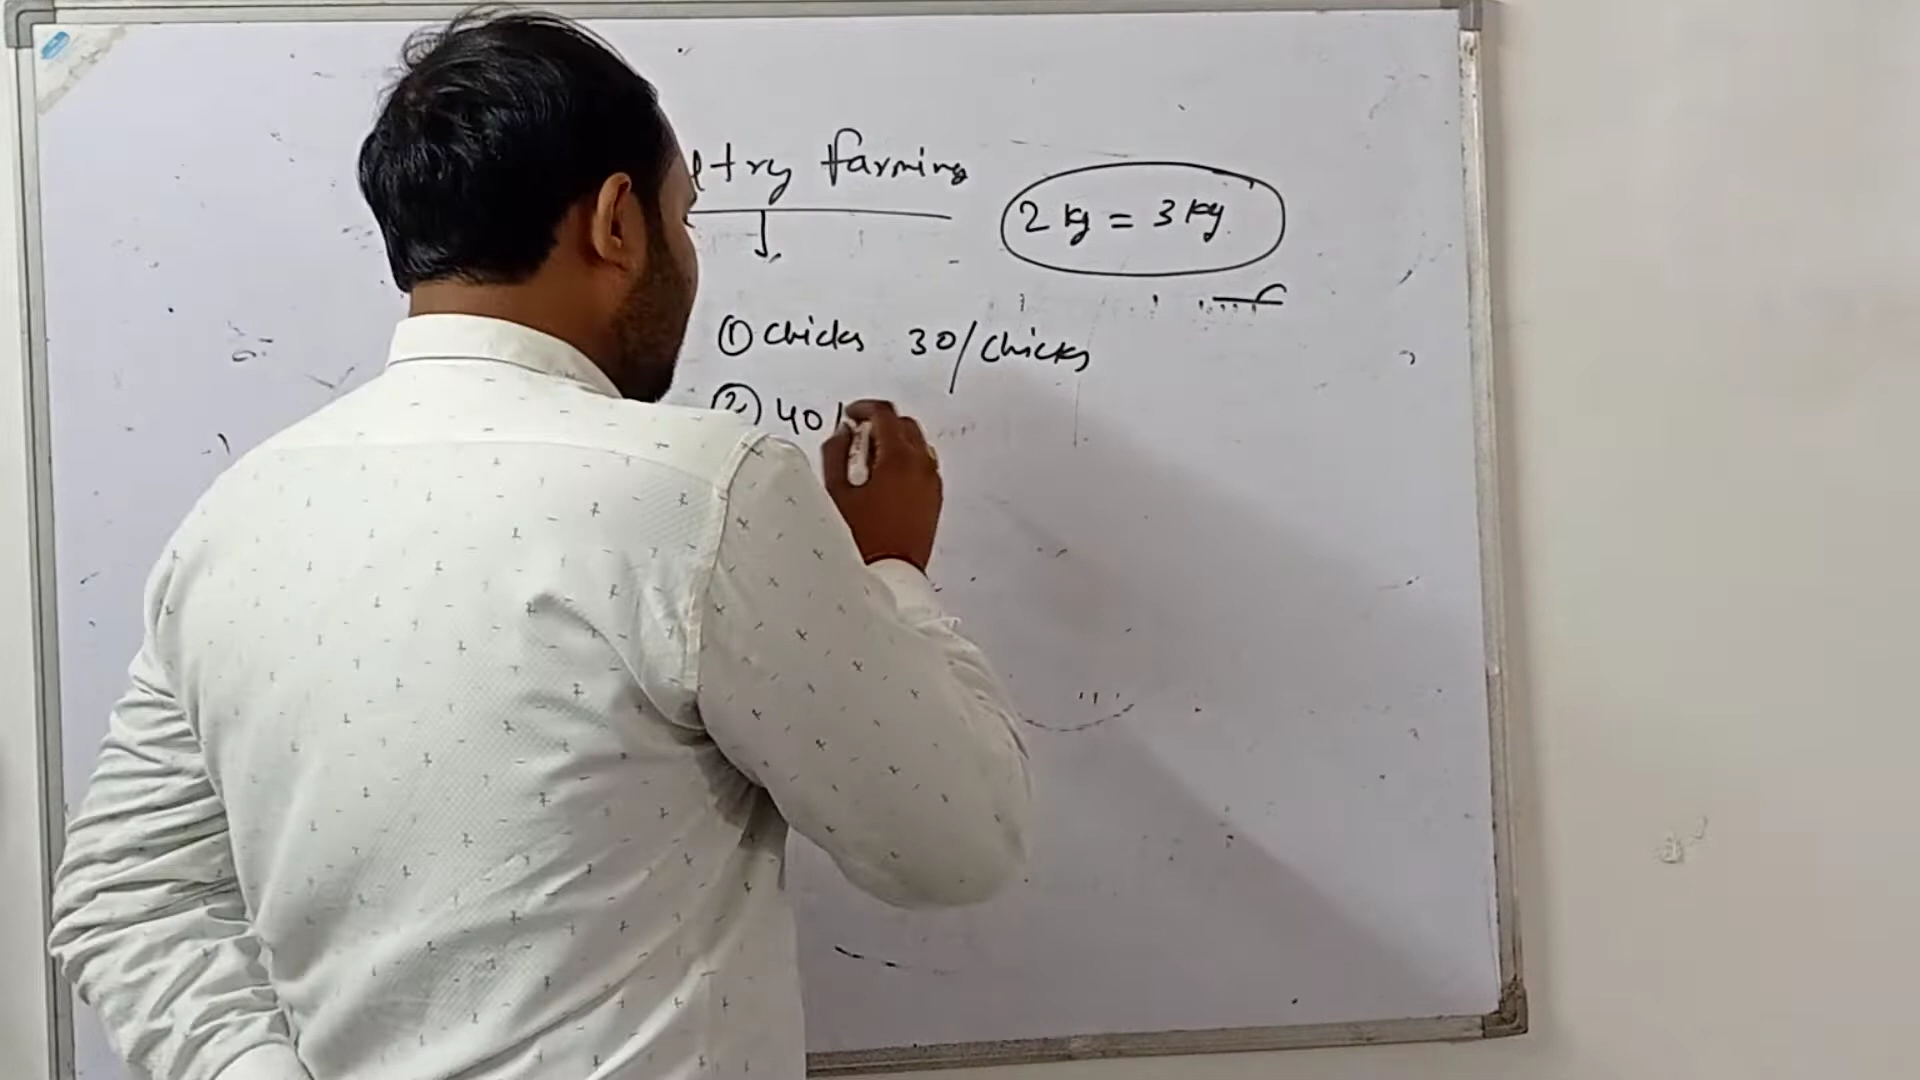 ltry farming
2 kg = 3 kg
① chicks 30/chicks
② 40